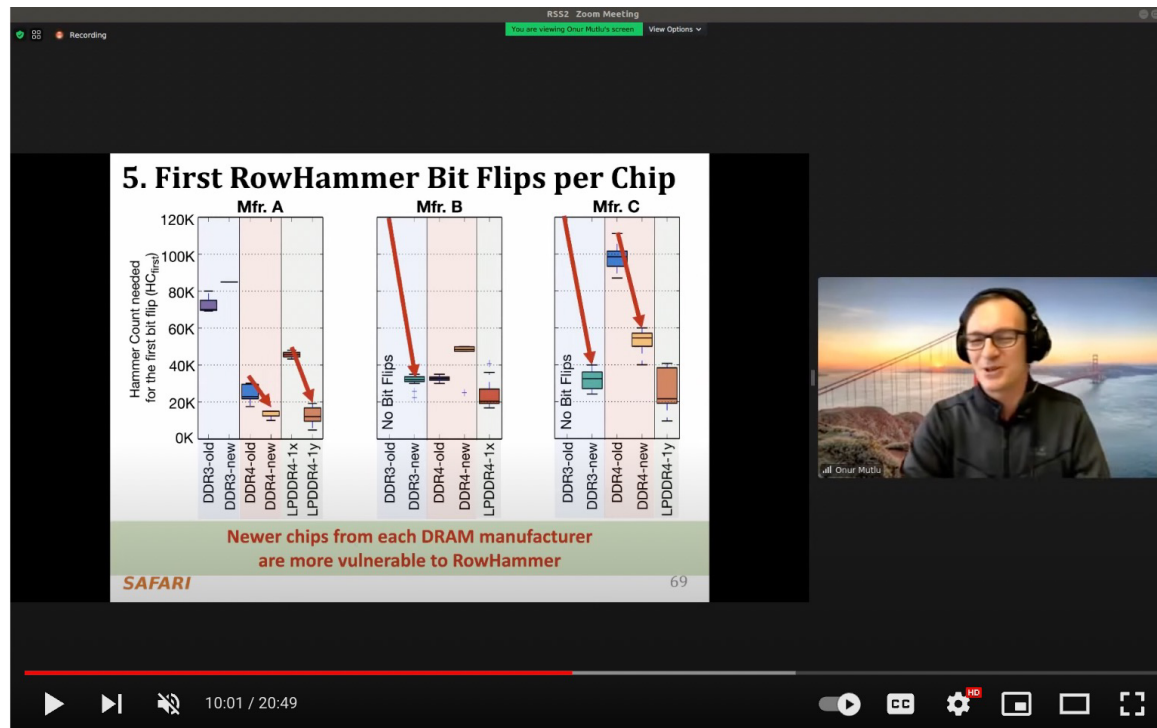 RSS2 Zoom Meeting
Recording
You are viewing Onur Mutlu's screen
View Options
5. First RowHammer Bit Flips per Chip
Mfr. A
Mfr. B
Mfr. C
Hammer Count needed
for the first bit flip (HCfirst)
120K
100K
80K
60K
40K
20K
0K
No Bit Flips
No Bit Flips
DDR3-old
DDR3-new
DDR4-old
DDR4-new
LPDDR4-1x
LPDDR4-1y
DDR3-old
DDR3-new
DDR4-old
DDR4-new
LPDDR4-1x
DDR3-old
DDR3-new
DDR4-old
DDR4-new
LPDDR4-1y
Newer chips from each DRAM manufacturer
are more vulnerable to RowHammer
SAFARI
69
Onur Mutlu
10:01 / 20:49
CC
HD